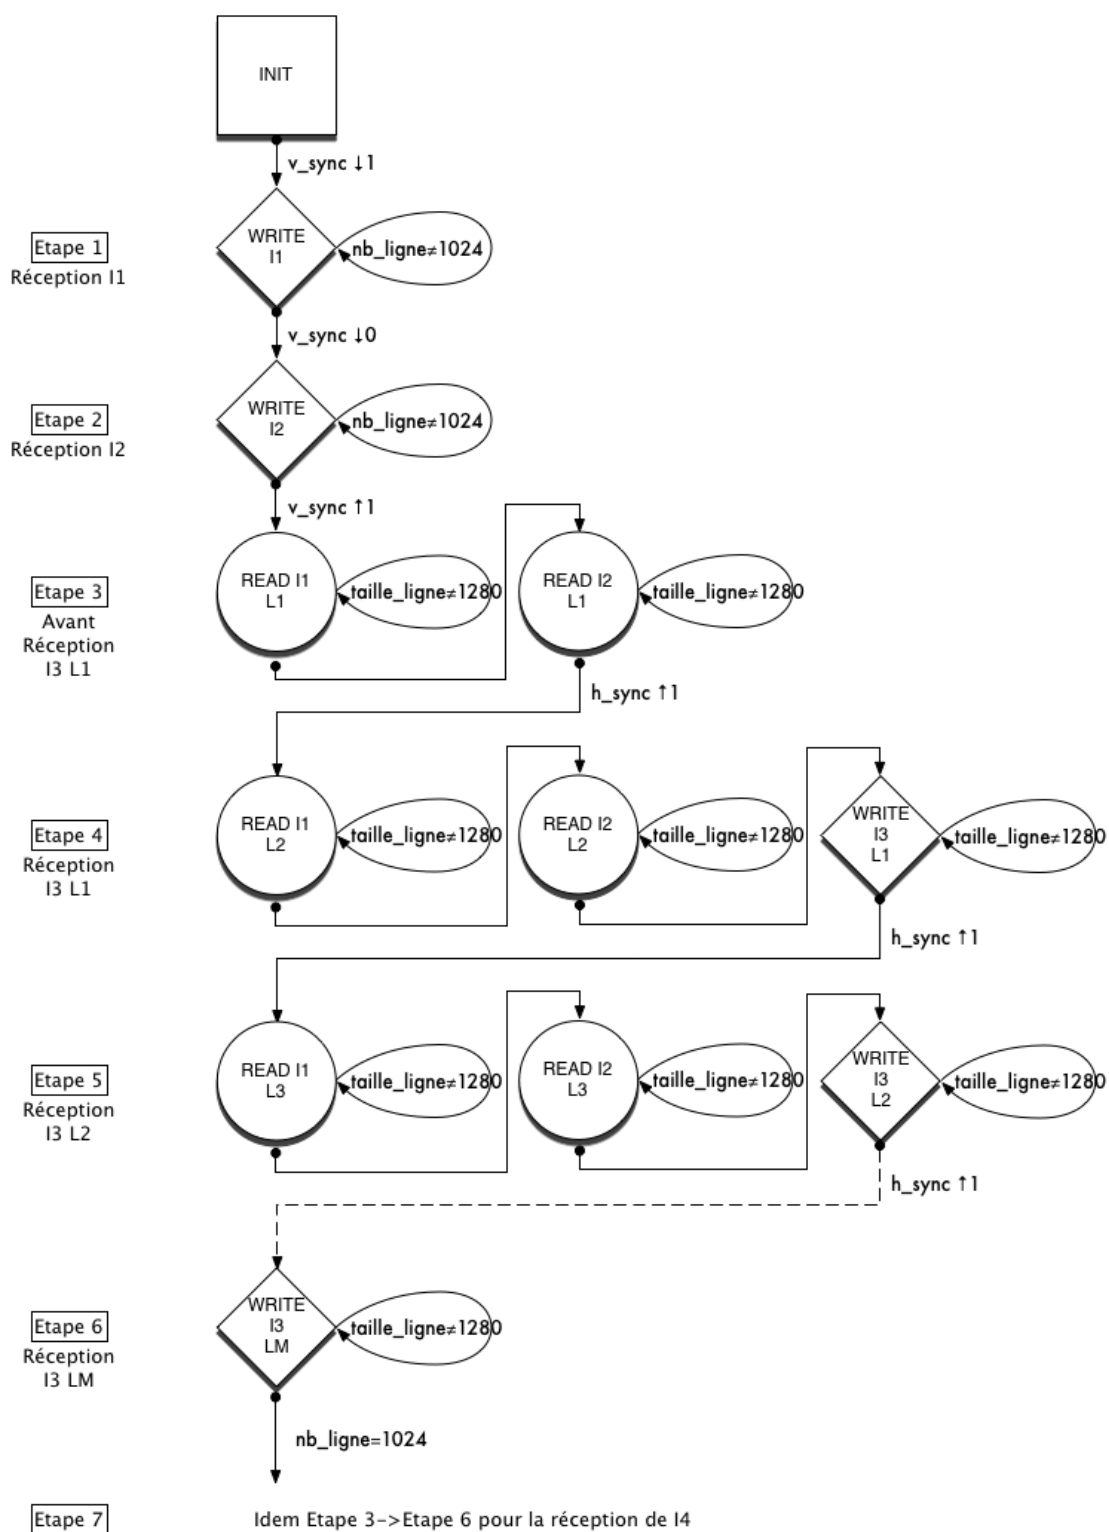 INIT
v_sync ↓1
Etape 1
Réception I1
WRITE
I1
nb_ligne≠1024
v_sync ↓0
Etape 2
Réception I2
WRITE
I2
nb_ligne≠1024
v_sync ↑1
Etape 3
Avant
Réception
I3 L1
READ I1
L1
taille_ligne≠1280
READ I2
L1
taille_ligne≠1280
h_sync ↑1
Etape 4
Réception
I3 L1
READ I1
L2
taille_ligne≠1280
READ I2
L2
taille_ligne≠1280
WRITE
I3
L1
taille_ligne≠1280
h_sync ↑1
Etape 5
Réception
I3 L2
READ I1
L3
taille_ligne≠1280
READ I2
L3
taille_ligne≠1280
WRITE
I3
L2
taille_ligne≠1280
h_sync ↑1
Etape 6
Réception
I3 LM
WRITE
I3
LM
taille_ligne≠1280
nb_ligne=1024
Etape 7
Idem Etape 3->Etape 6 pour la réception de I4